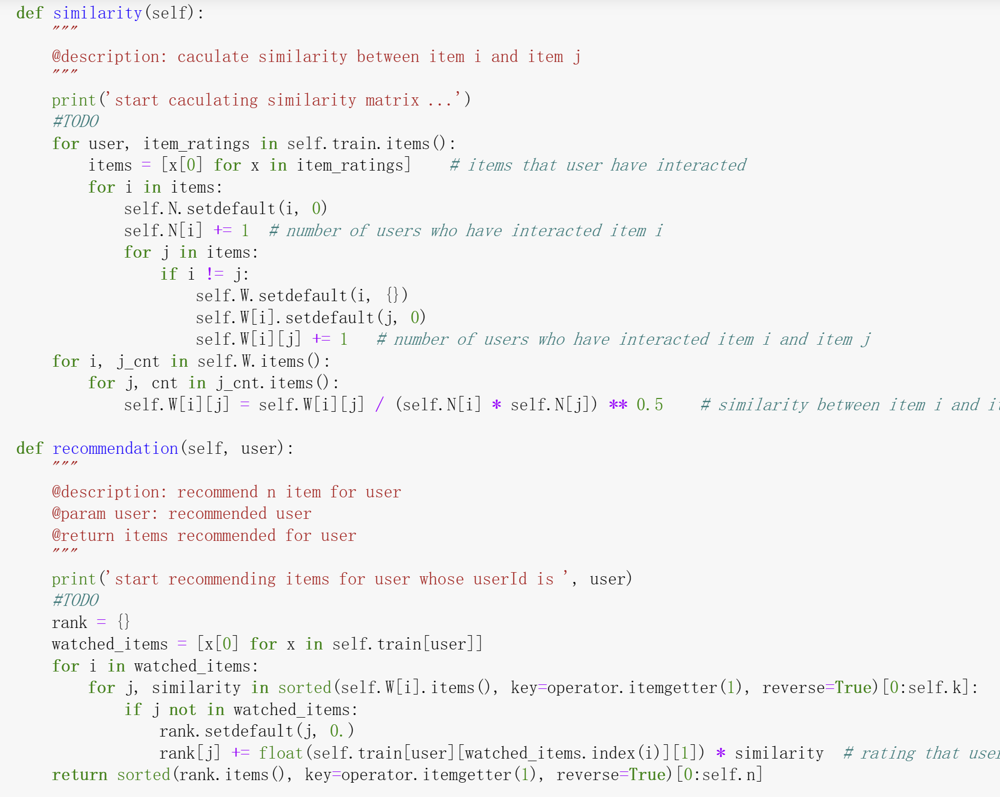 def similarity(self):
"""
@description: caculate similarity between item i and item j
"""
print('start caculating similarity matrix ...')
#TODO
for user, item_ratings in self.train.items():
items = [x[0] for x in item_ratings]    # items that user have interacted
for i in items:
self.N.setdefault(i, 0)
self.N[i] += 1  # number of users who have interacted item i
for j in items:
if i != j:
self.W.setdefault(i, {})
self.W[i].setdefault(j, 0)
self.W[i][j] += 1   # number of users who have interacted item i and item j
for i, j_cnt in self.W.items():
for j, cnt in j_cnt.items():
self.W[i][j] = self.W[i][j] / (self.N[i] * self.N[j]) ** 0.5    # similarity between item i and
def recommendation(self, user):
"""
@description: recommend n item for user
@param user: recommended user
@return items recommended for user
"""
print('start recommending items for user whose userId is ', user)
#TODO
rank = {}
watched_items = [x[0] for x in self.train[user]]
for i in watched_items:
for j, similarity in sorted(self.W[i].items(), key=operator.itemgetter(1), reverse=True)[0:self.k]:
if j not in watched_items:
rank.setdefault(j, 0.)
rank[j] += float(self.train[user][watched_items.index(i)][1]) * similarity  # rating that user
return sorted(rank.items(), key=operator.itemgetter(1), reverse=True)[0:self.n]